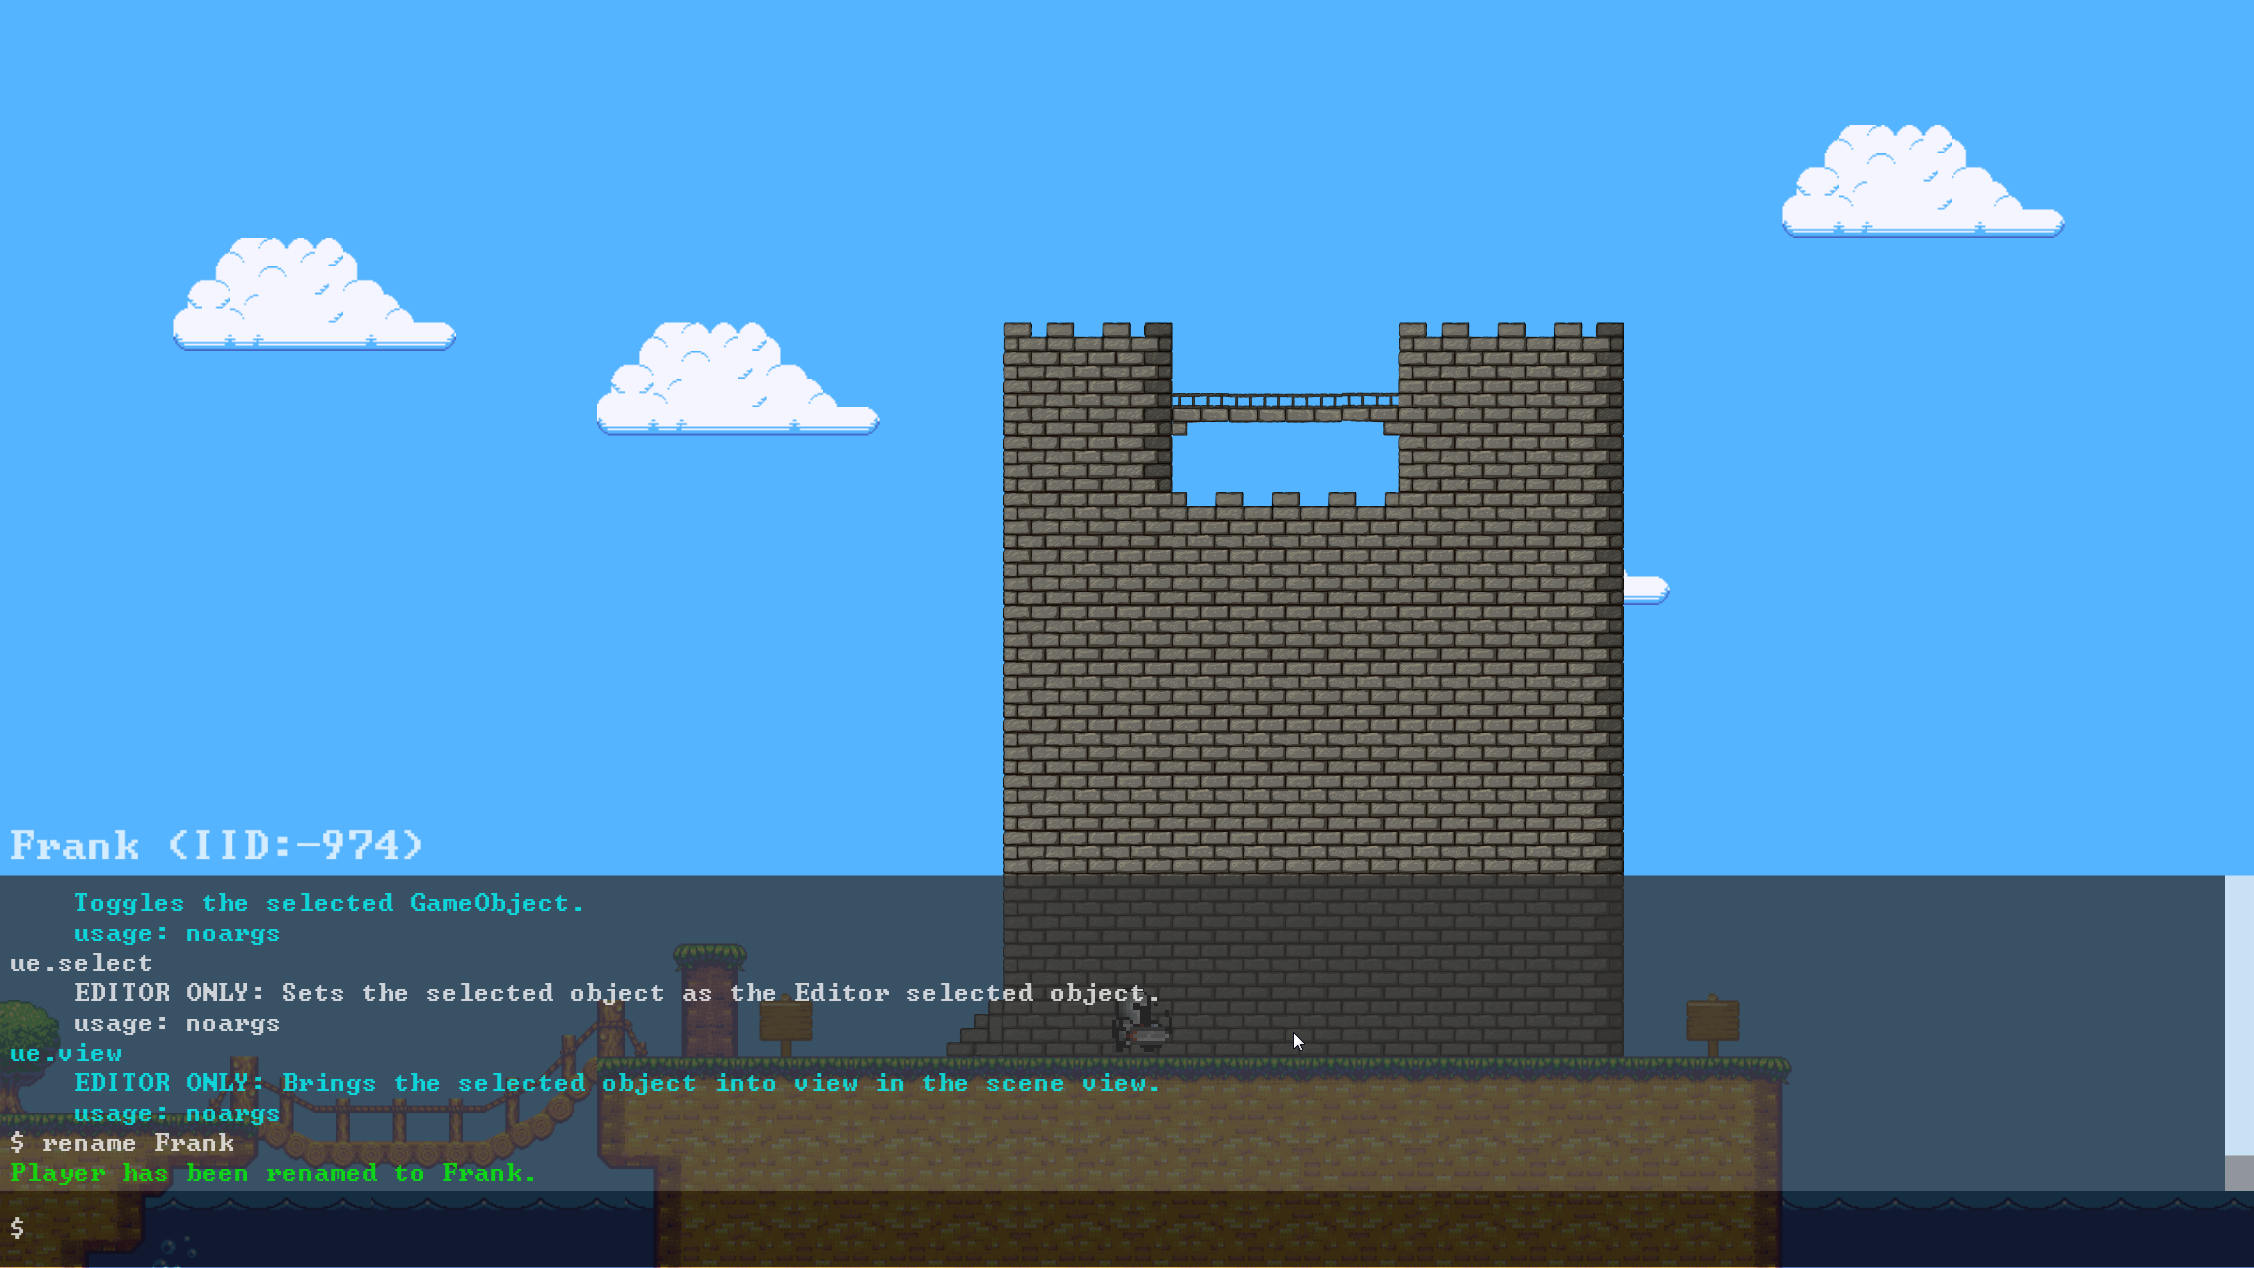 Frank (IID:-974)
Toggles the selected GameObject.
usage: noargs
ue.select
EDITOR ONLY: Sets the selected object as the Editor selected object.
usage: noargs
ue.view
EDITOR ONLY: Brings the selected object into view in the scene view.
usage: noargs
$ rename Frank
Player has been renamed to Frank.
$